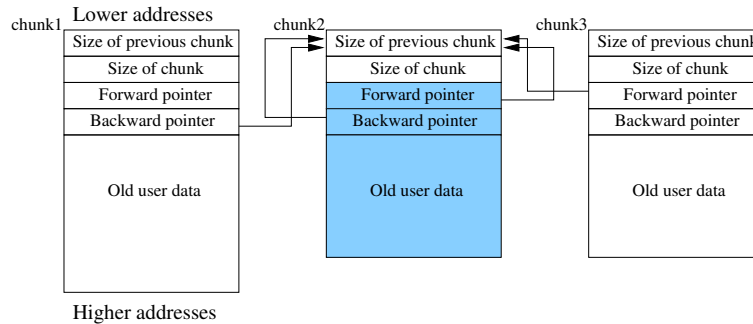 Lower addresses
chunk1
Size of previous chunk
Size of chunk
Forward pointer
Backward pointer
Old user data
Higher addresses
chunk2
Size of previous chunk
Size of chunk
Forward pointer
Backward pointer
Old user data
chunk3
Size of previous chunk
Size of chunk
Forward pointer
Backward pointer
Old user data